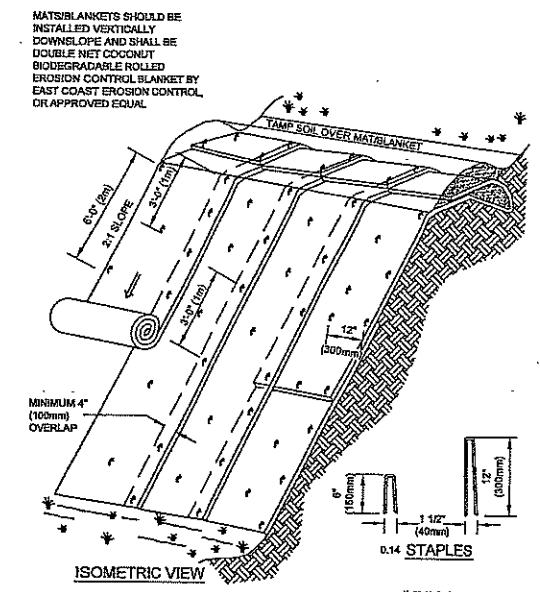 MATS/BLANKETS SHOULD BE
INSTALLED VERTICALLY
DOWNSLOPE AND SHALL BE
DOUBLE NET COCONUT
BIODEGRADABLE ROLLED
EROSION CONTROL BLANKET BY
EAST COAST EROSION CONTROL,
OR APPROVED EQUAL
TAMP SOIL OVER MAT/BLANKET
6'-0" (2m)
2:1 SLOPE
3'-0" (1m)
3'-0" (1m)
12"
(300mm)
MINIMUM 4"
(100mm)
OVERLAP
6"
(150mm)
12"
(300mm)
1 1/2"
(40mm)
0.14 STAPLES
ISOMETRIC VIEW